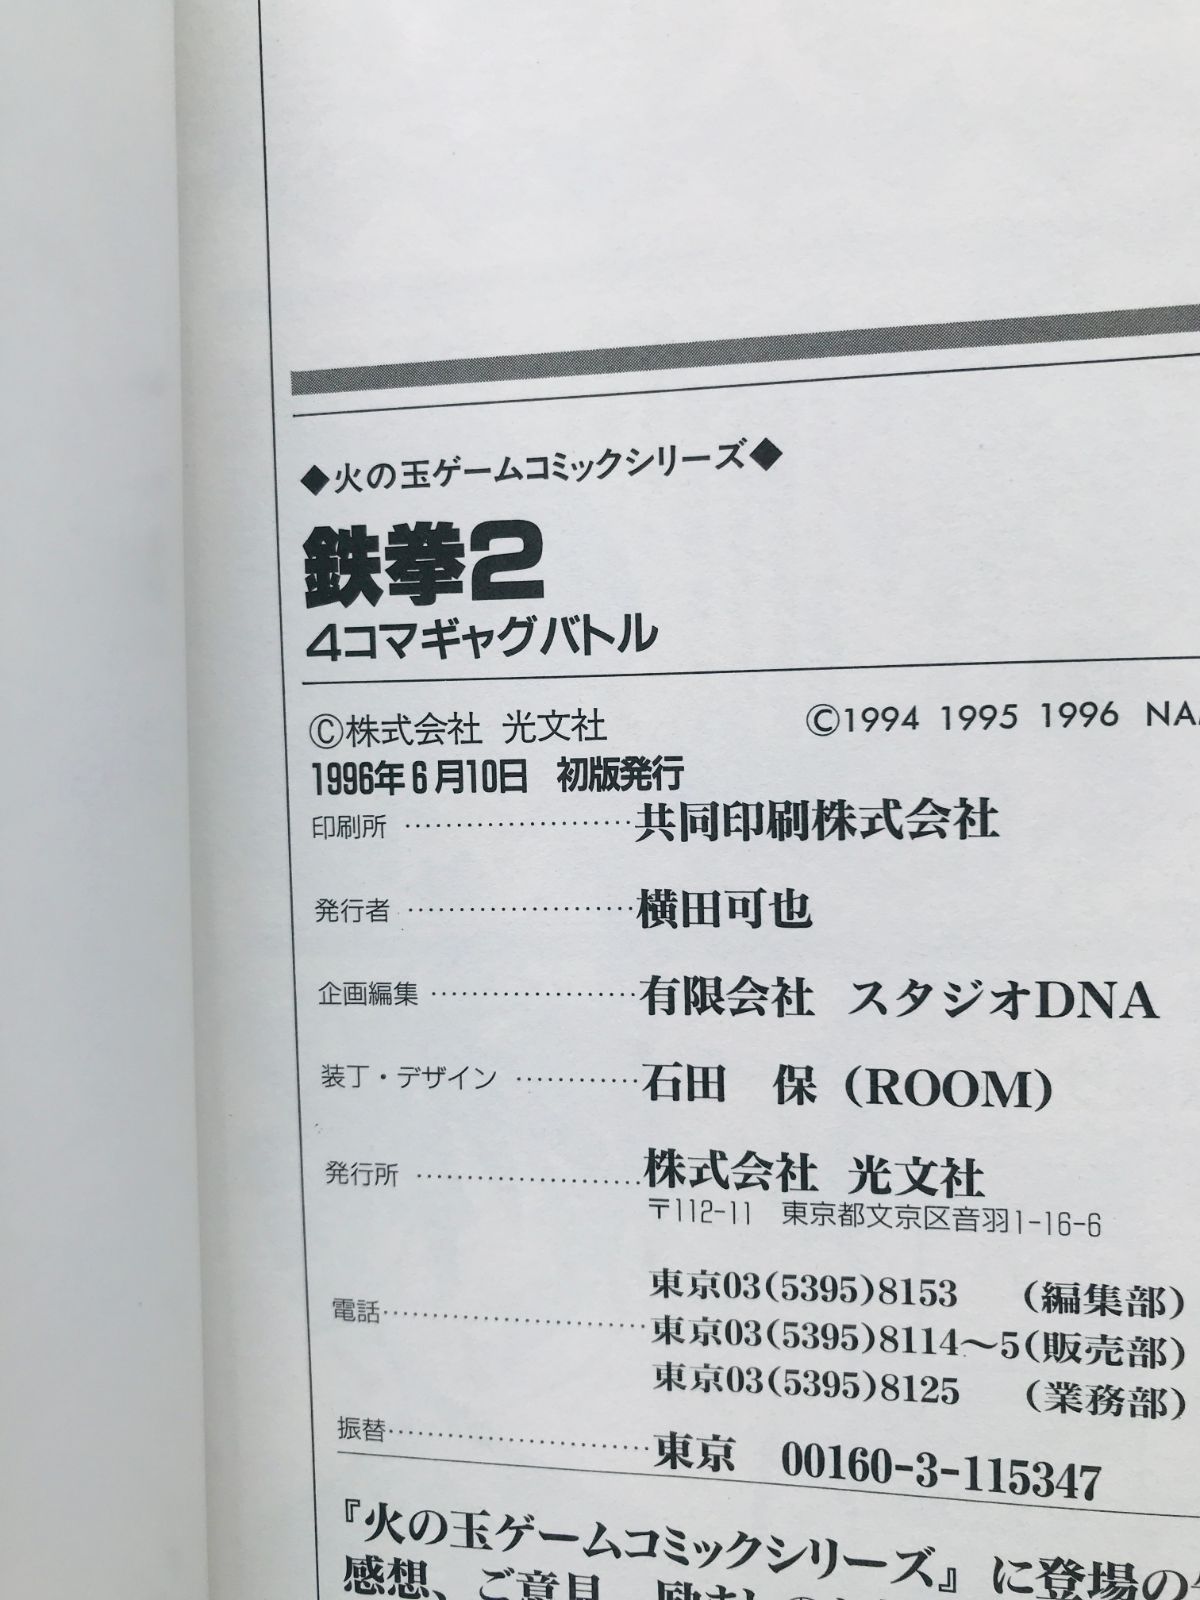 ◆火の玉ゲームコミックシリーズ◆
鉄拳2
4コマギャグバトル
©株式会社 光文社 ©1994 1995 1996
1996年6月10日 初版発行
印刷所 ……………………共同印刷株式会社
発行者 ……………………横田可也
企画編集 …………………有限会社 スタジオDNA
装丁・デザイン …………石田 保(ROOM)
発行所 ……………………株式会社 光文社
〒112-11 東京都文京区音羽1-16-6
東京03(5395)8153 (編集部)
電話………………………東京03(5395)8114~5(販売部)
東京03(5395)8125 (業務部)
振替………………………東京 00160-3-115347
『火の玉ゲームコミックシリーズ』に登場の
感想、ご意見、